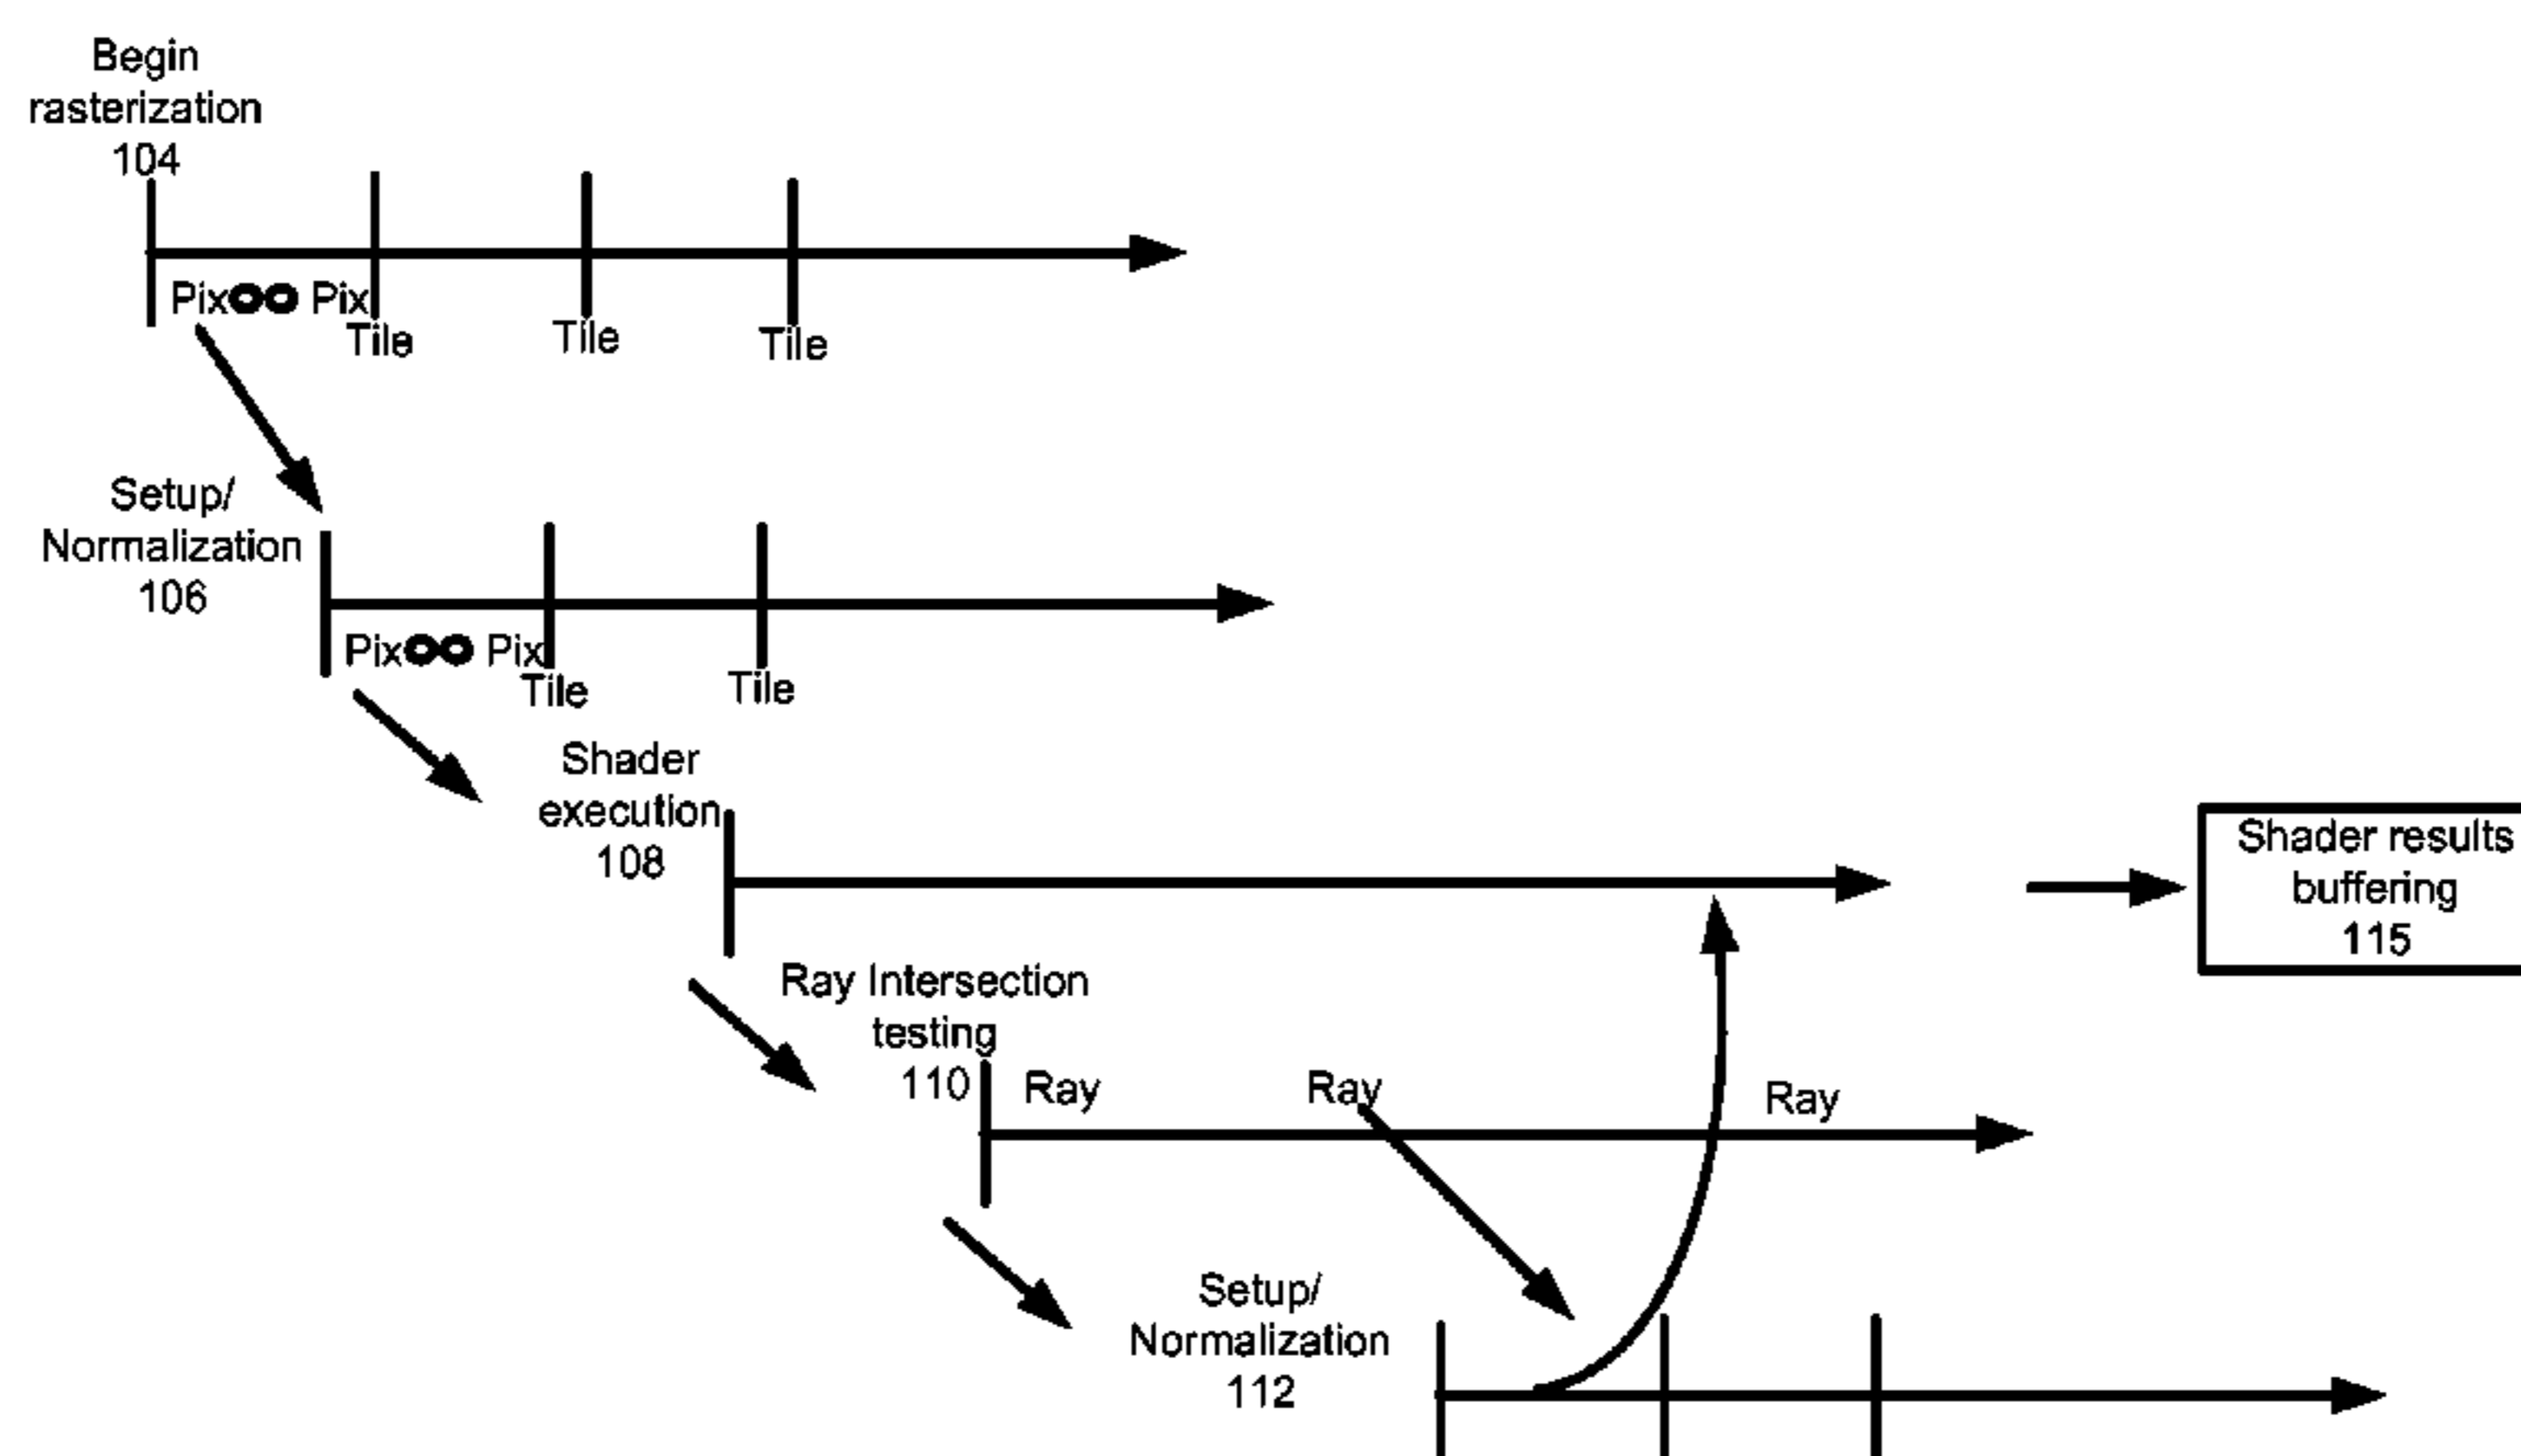 Begin
rasterization
104
Pix Pix
Tile
Tile
Tile
Setup/
Normalization
106
Pix Pix
Tile
Tile
Shader
execution
108
Shader results
buffering
115
Ray Intersection
testing
110
Ray
Ray
Ray
Setup/
Normalization
112